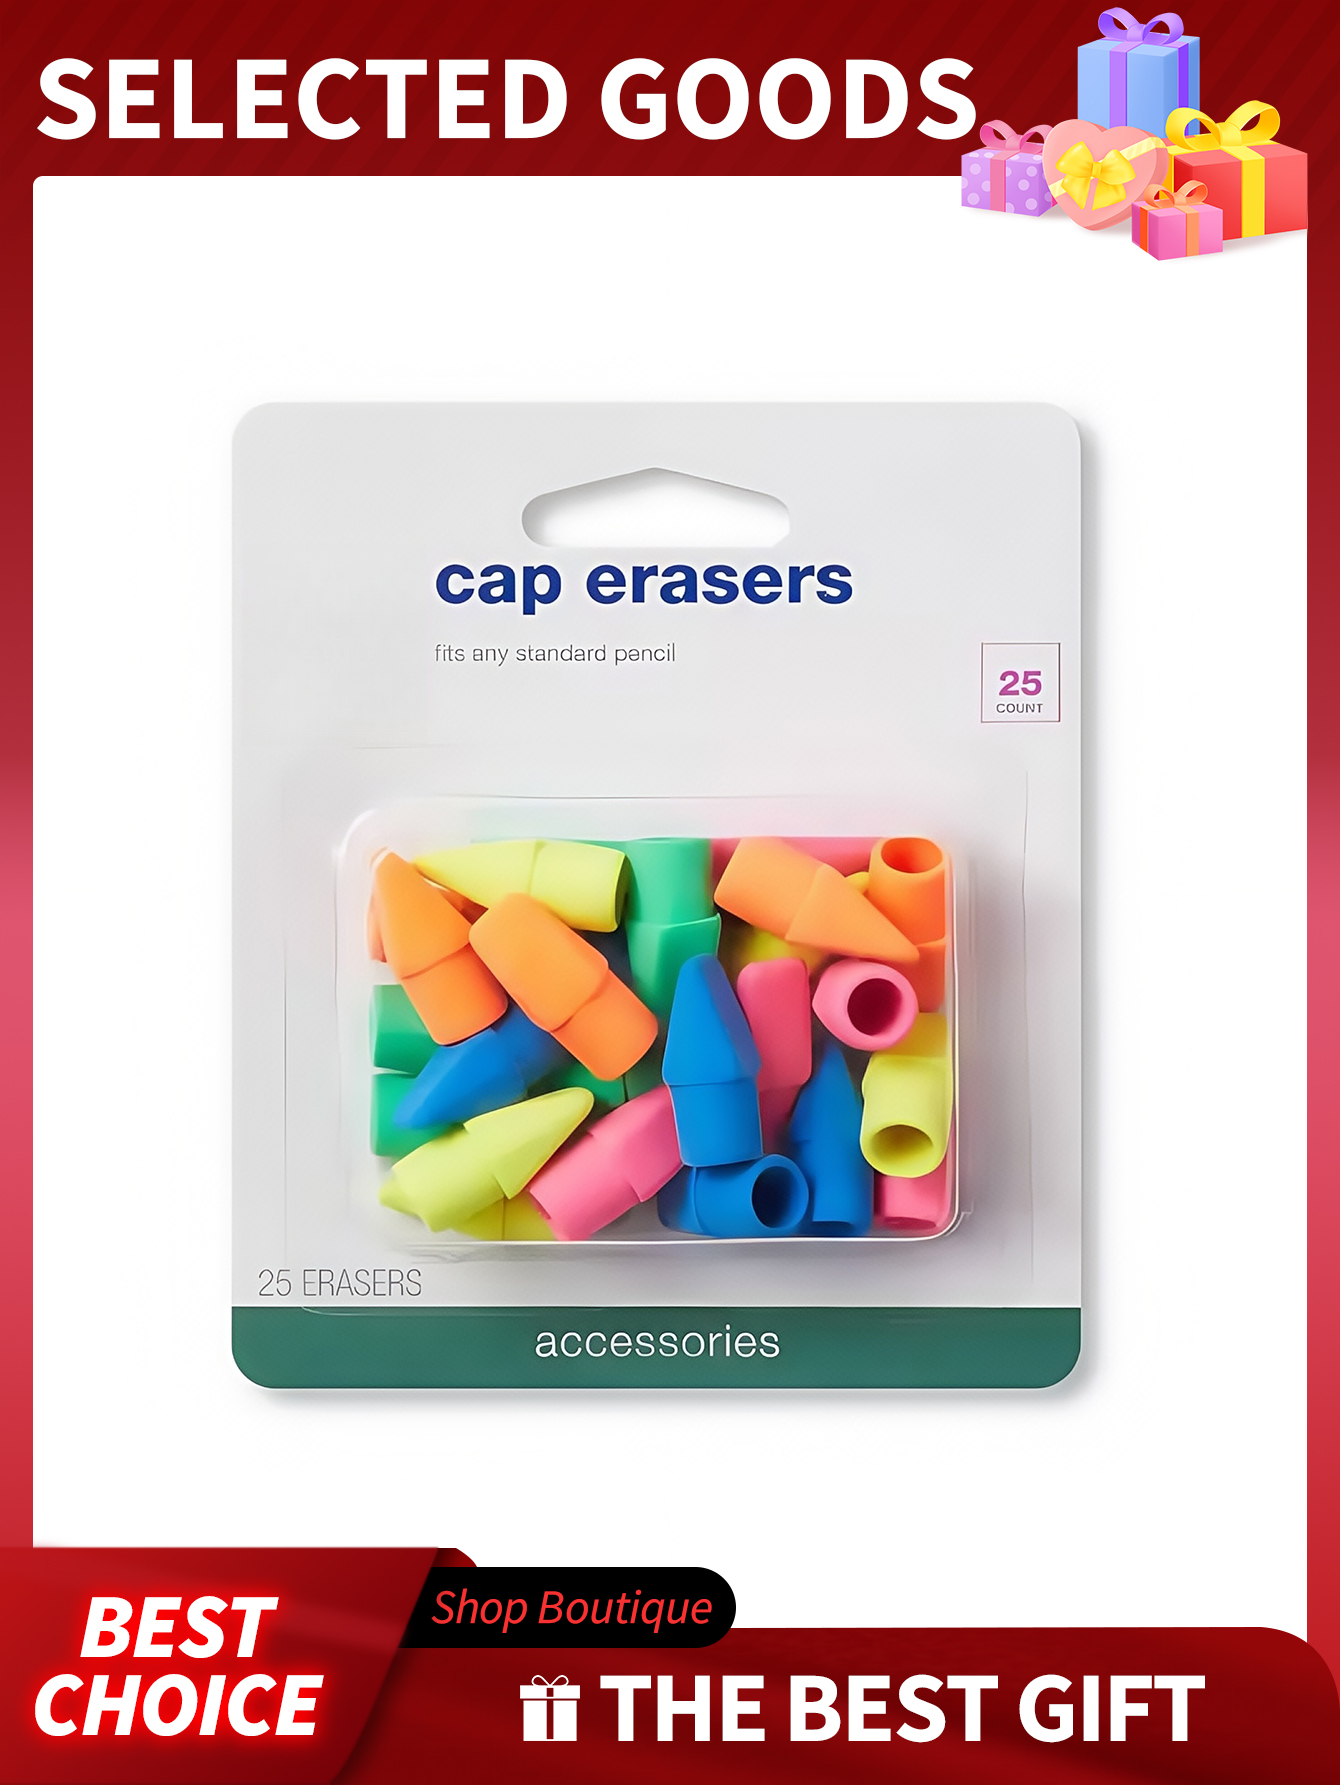 SELECTED GOODS
cap erasers
fits any standard pencil
25
COUNT
25 ERASERS
accessories
Shop Boutique
BEST
CHOICE
THE BEST GIFT